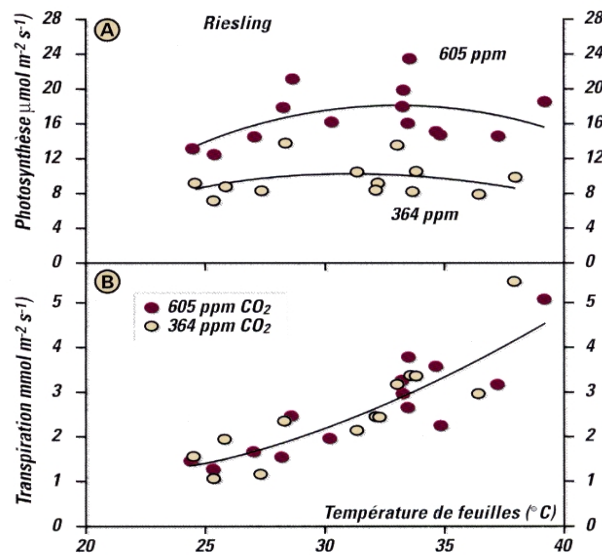 28 28
A Riesling
24 605 ppm 24
20 20
16 16
12 12
8 8
364 ppm
4 4
0 0
Photosynthèse µmol m-2 s-1)
B
5 605 ppm CO2 5
364 ppm CO2
4 4
3 3
2 2
1 1
Température de feuilles (°C)
0 0
20 25 30 35 40
Transpiration mmol m-2 s-1)